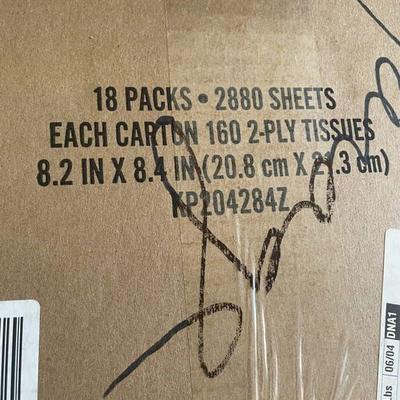 18 PACKS • 2880 SHEETS
EACH CARTON 160 2-PLY TISSUES
8.2 IN X 8.4 IN (20.8 cm X 21.3 cm)
KP204284Z
lbs
06/04
DNA1